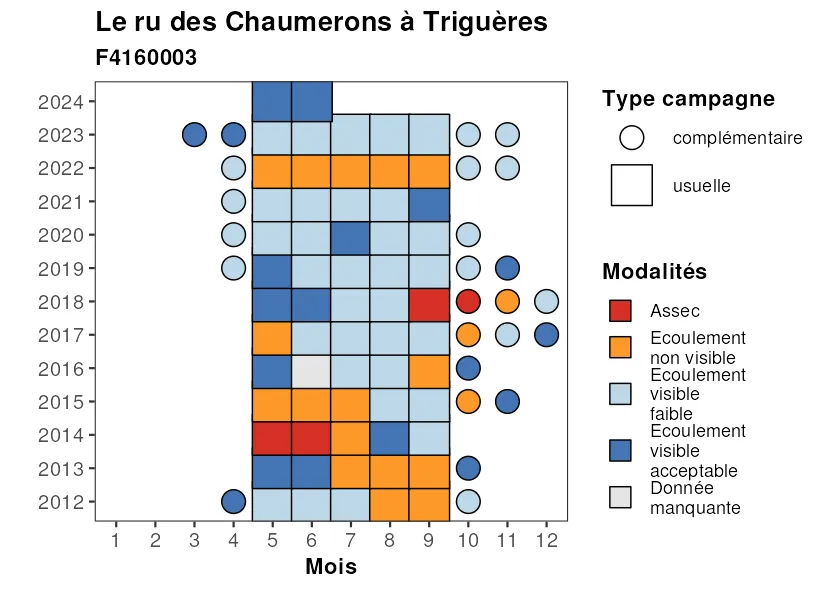 Le ru des Chaumerons à Triguères
F4160003
2024
2023
2022
2021
2020
2019
2018
2017
2016
2015
2014
2013
2012
1 2 3 4 5 6 7 8 9 10 11 12
Mois
Type campagne
complémentaire
usuelle
Modalités
Assec
Ecoulement
non visible
Ecoulement
visible
faible
Ecoulement
visible
acceptable
Donnée
manquante